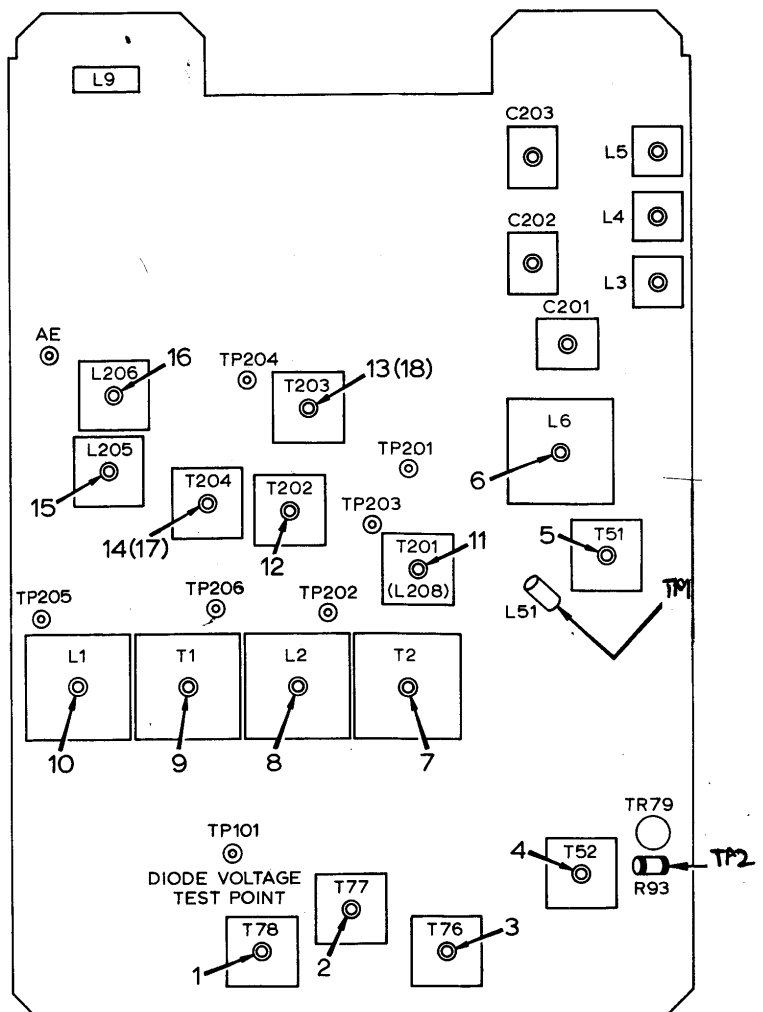 L9
C203
L5
L4
C202
L3
C201
AE
16
TP204
13(18)
L206
T203
L6
L205
TP201
6
15
T204
T202
TP203
14(17)
12
T201
11
5
T51
(L208)
TP1
L51
TP205
TP206
TP202
L1
T1
L2
T2
10
9
8
7
TR79
TP101
4
T52
TP2
DIODE VOLTAGE
TEST POINT
R93
T77
T78
T76
3
1
2